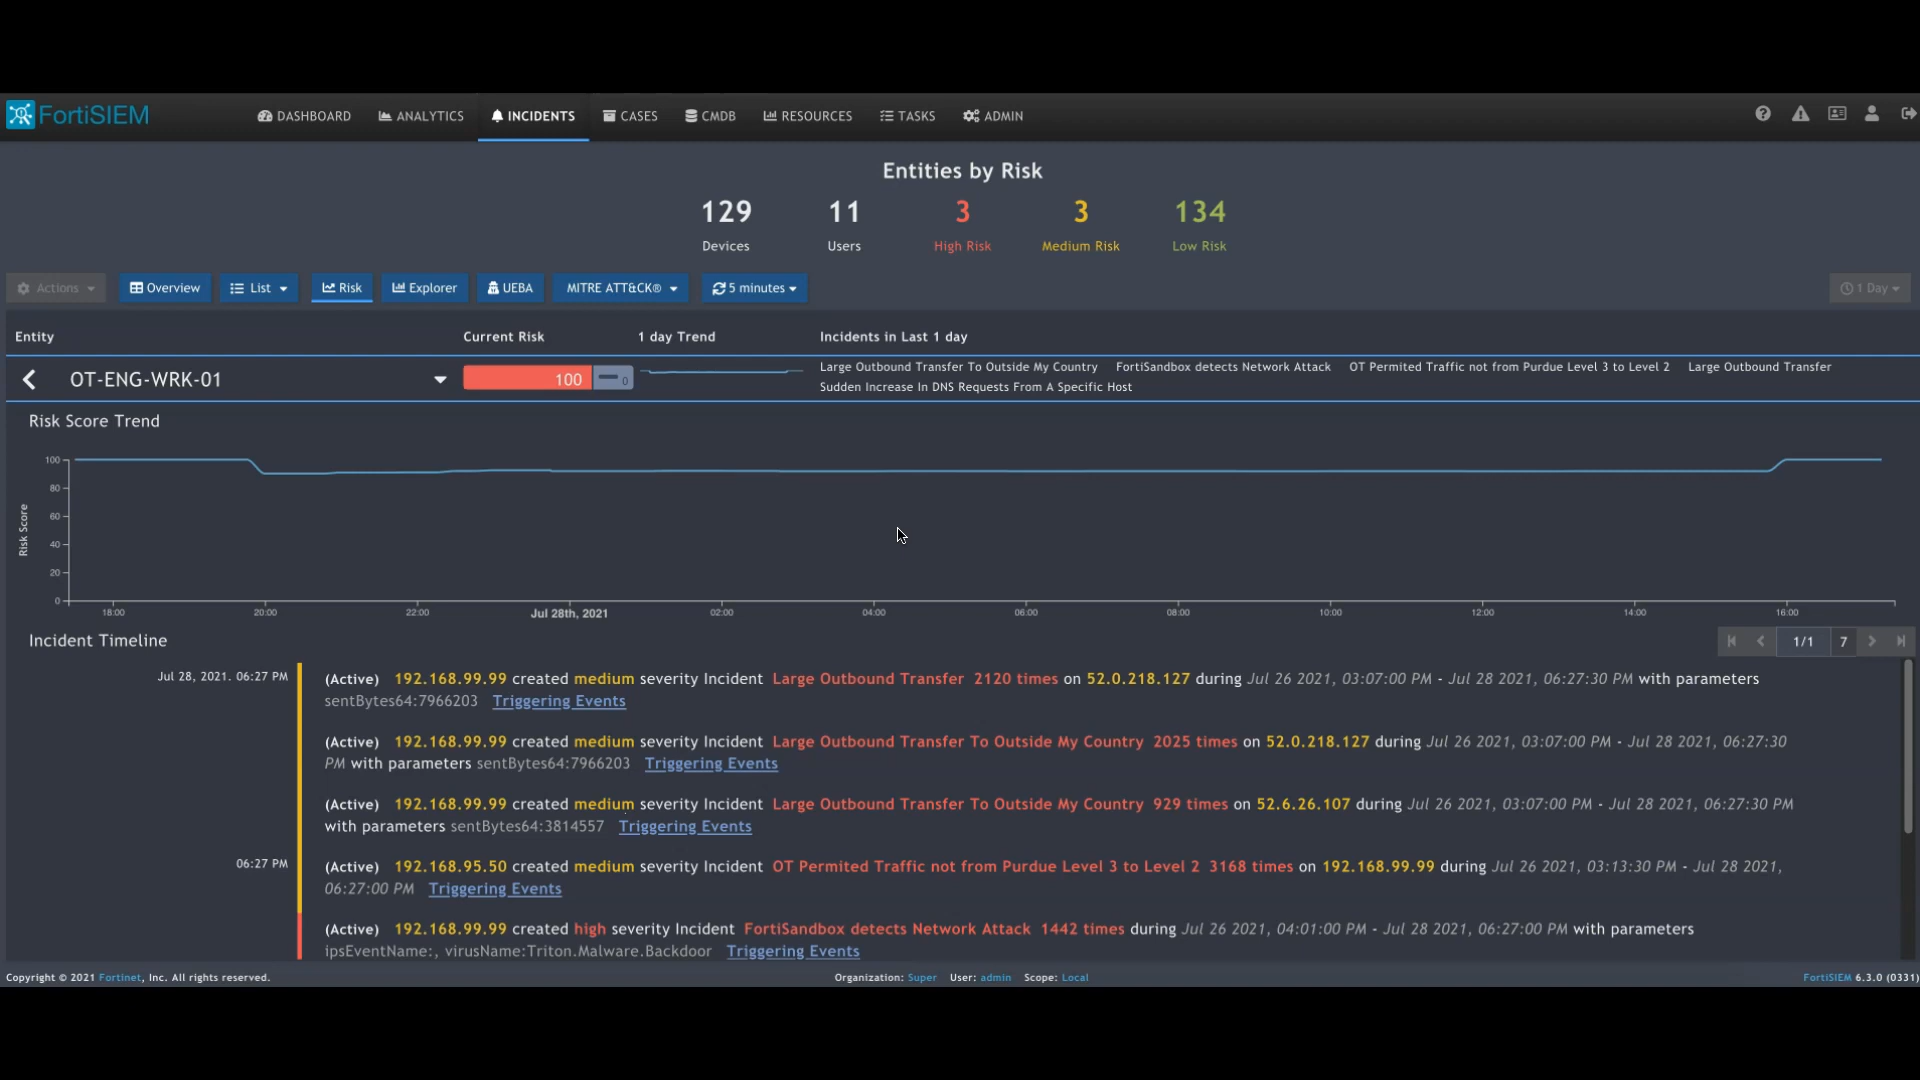 FortiSIEM
DASHBOARD ANALYTICS INCIDENTS CASES CMDB RESOURCES TASKS ADMIN
Entities by Risk
129 11 3 3 134
Devices Users High Risk Medium Risk Low Risk
Actions Overview List Risk Explorer UEBA MITRE ATT&CK® 5 minutes 1 Day
Entity Current Risk 1 day Trend Incidents in Last 1 day
OT-ENG-WRK-01 100 0 Large Outbound Transfer To Outside My Country FortiSandbox detects Network Attack OT Permited Traffic not from Purdue Level 3 to Level 2 Large Outbound Transfer
Sudden Increase In DNS Requests From A Specific Host
Risk Score Trend
100
80
60
40
20
0
Risk Score
18:00 20:00 22:00 Jul 28th, 2021 02:00 04:00 06:00 08:00 10:00 12:00 14:00 16:00
Incident Timeline 1/1 7
Jul 28, 2021. 06:27 PM (Active) 192.168.99.99 created medium severity Incident Large Outbound Transfer 2120 times on 52.0.218.127 during Jul 26 2021, 03:07:00 PM - Jul 28 2021, 06:27:30 PM with parameters
sentBytes64:7966203 Triggering Events
(Active) 192.168.99.99 created medium severity Incident Large Outbound Transfer To Outside My Country 2025 times on 52.0.218.127 during Jul 26 2021, 03:07:00 PM - Jul 28 2021, 06:27:30
PM with parameters sentBytes64:7966203 Triggering Events
(Active) 192.168.99.99 created medium severity Incident Large Outbound Transfer To Outside My Country 929 times on 52.6.26.107 during Jul 26 2021, 03:07:00 PM - Jul 28 2021, 06:27:30 PM
with parameters sentBytes64:3814557 Triggering Events
06:27 PM (Active) 192.168.95.50 created medium severity Incident OT Permited Traffic not from Purdue Level 3 to Level 2 3168 times on 192.168.99.99 during Jul 26 2021, 03:13:30 PM - Jul 28 2021,
06:27:00 PM Triggering Events
(Active) 192.168.99.99 created high severity Incident FortiSandbox detects Network Attack 1442 times during Jul 26 2021, 04:01:00 PM - Jul 28 2021, 06:27:00 PM with parameters
ipsEventName:, virusName:Triton.Malware.Backdoor Triggering Events
Copyright © 2021 Fortinet, Inc. All rights reserved. Organization: Super User: admin Scope: Local FortiSIEM 6.3.0 (0331)